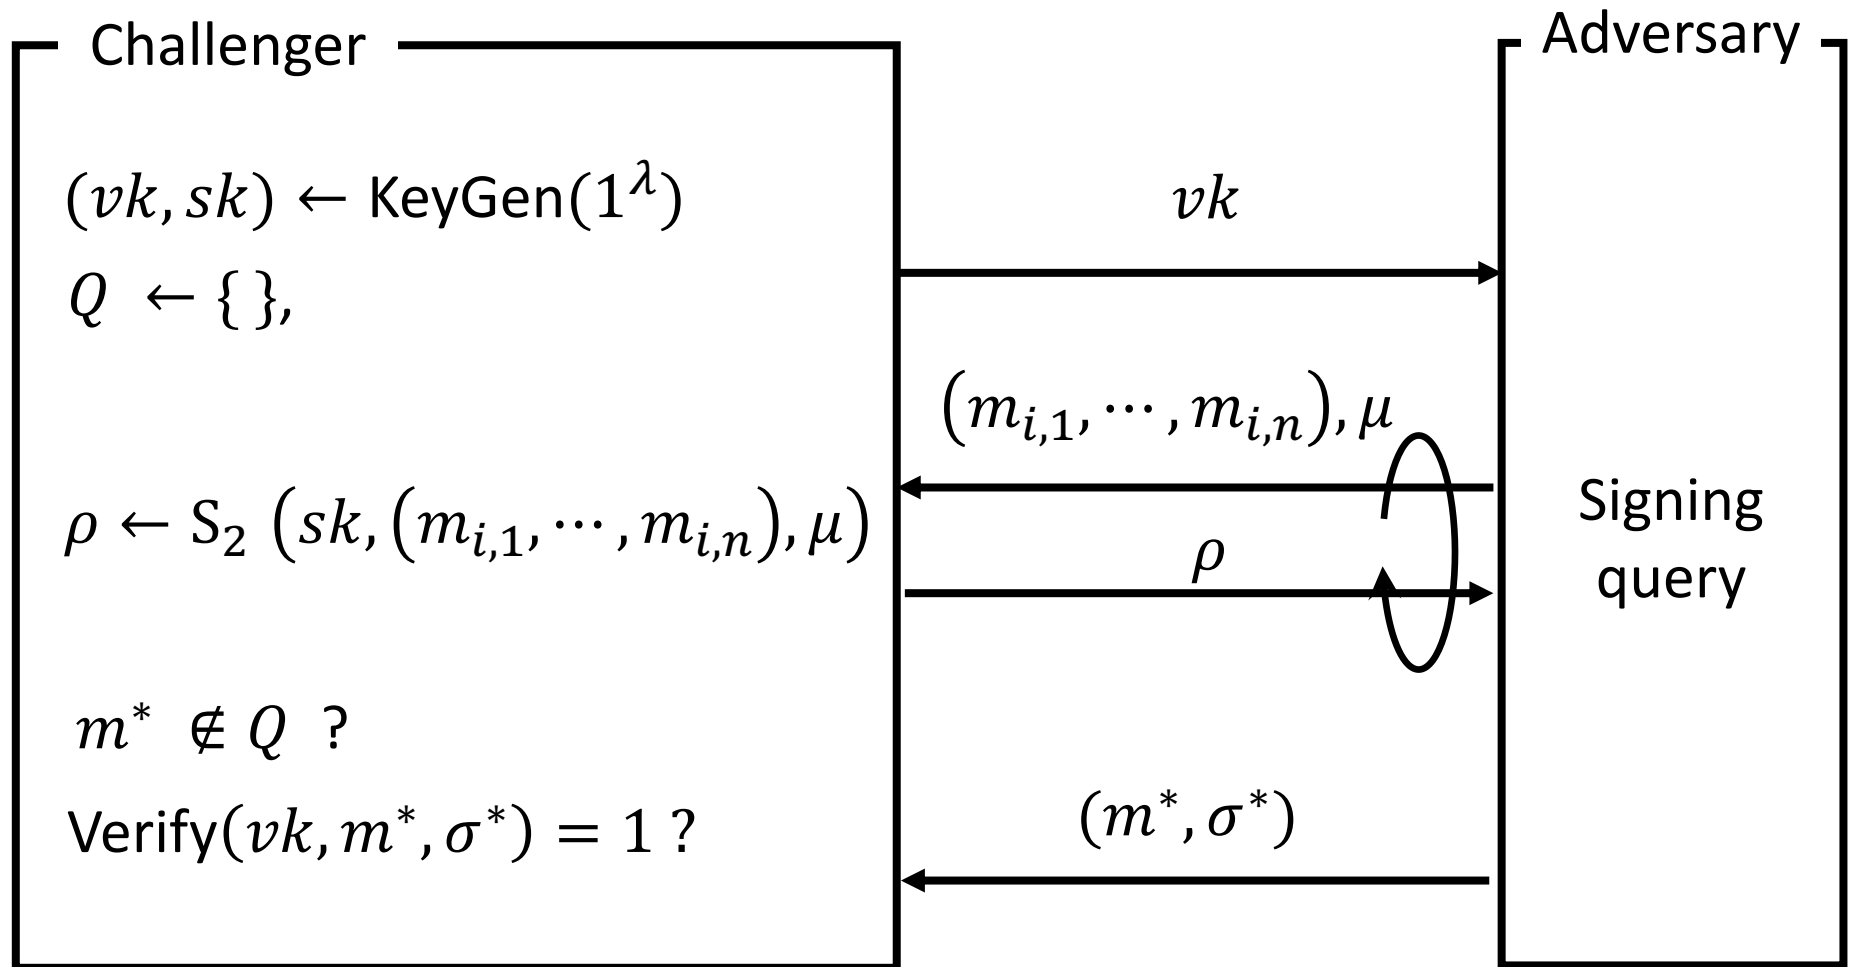 Challenger
(vk, sk) ← KeyGen(1^λ)
Q ← { },
ρ ← S₂ (sk, (m_{i,1}, ⋯, m_{i,n}), μ)
m* ∉ Q ?
Verify(vk, m*, σ*) = 1 ?
vk
(m_{i,1}, ⋯, m_{i,n}), μ
ρ
(m*, σ*)
Adversary
Signing
query